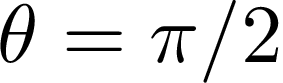 θ = π/2